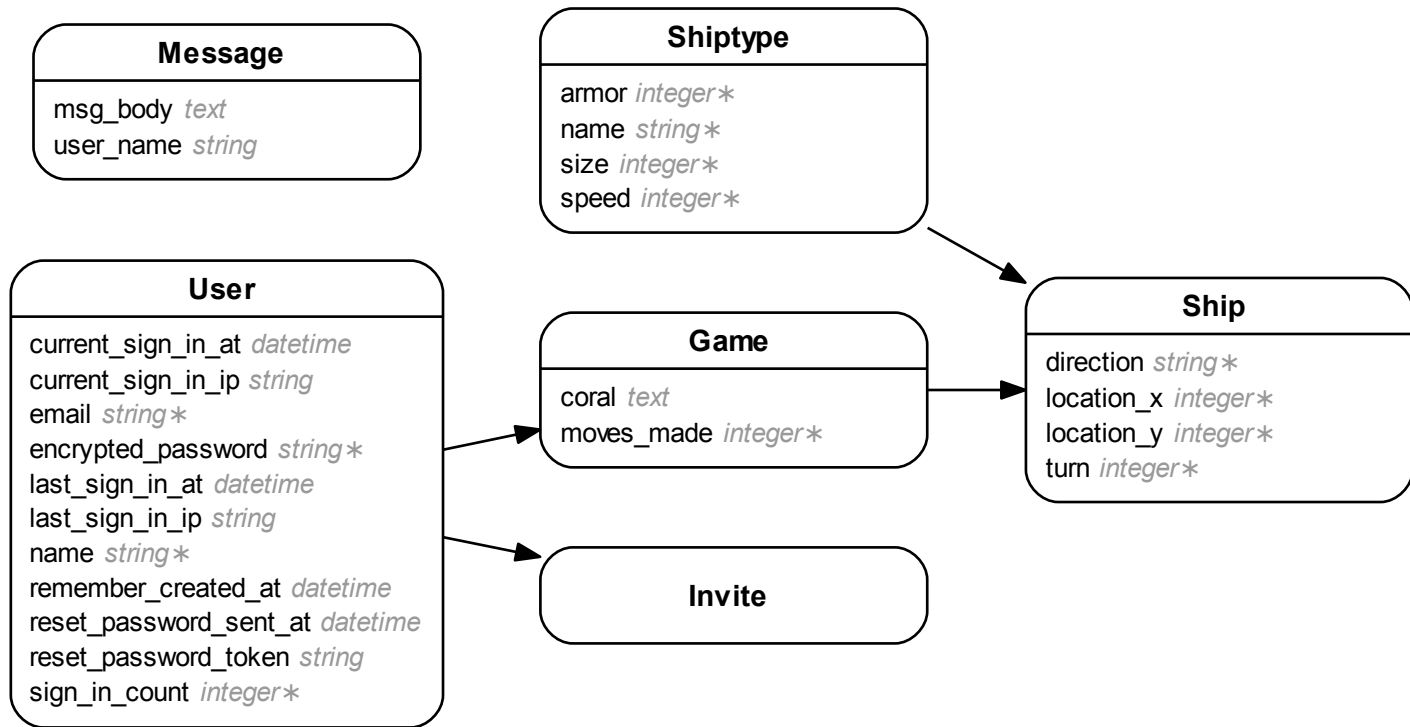 Message
msg_body text
user_name string
Shiptype
armor integer∗
name string∗
size integer∗
speed integer∗
User
current_sign_in_at datetime
current_sign_in_ip string
email string∗
encrypted_password string∗
last_sign_in_at datetime
last_sign_in_ip string
name string∗
remember_created_at datetime
reset_password_sent_at datetime
reset_password_token string
sign_in_count integer∗
Game
coral text
moves_made integer∗
Invite
Ship
direction string∗
location_x integer∗
location_y integer∗
turn integer∗